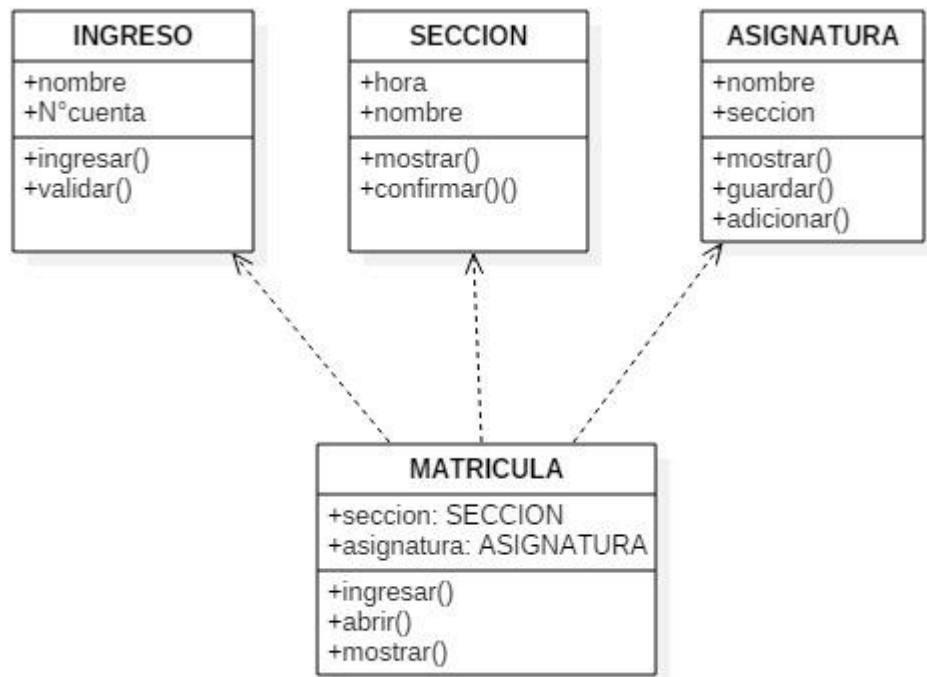 INGRESO
+nombre
+N°cuenta
+ingresar()
+validar()
SECCION
+hora
+nombre
+mostrar()
+confirmar()()
ASIGNATURA
+nombre
+seccion
+mostrar()
+guardar()
+adicionar()
MATRICULA
+seccion: SECCION
+asignatura: ASIGNATURA
+ingresar()
+abrir()
+mostrar()